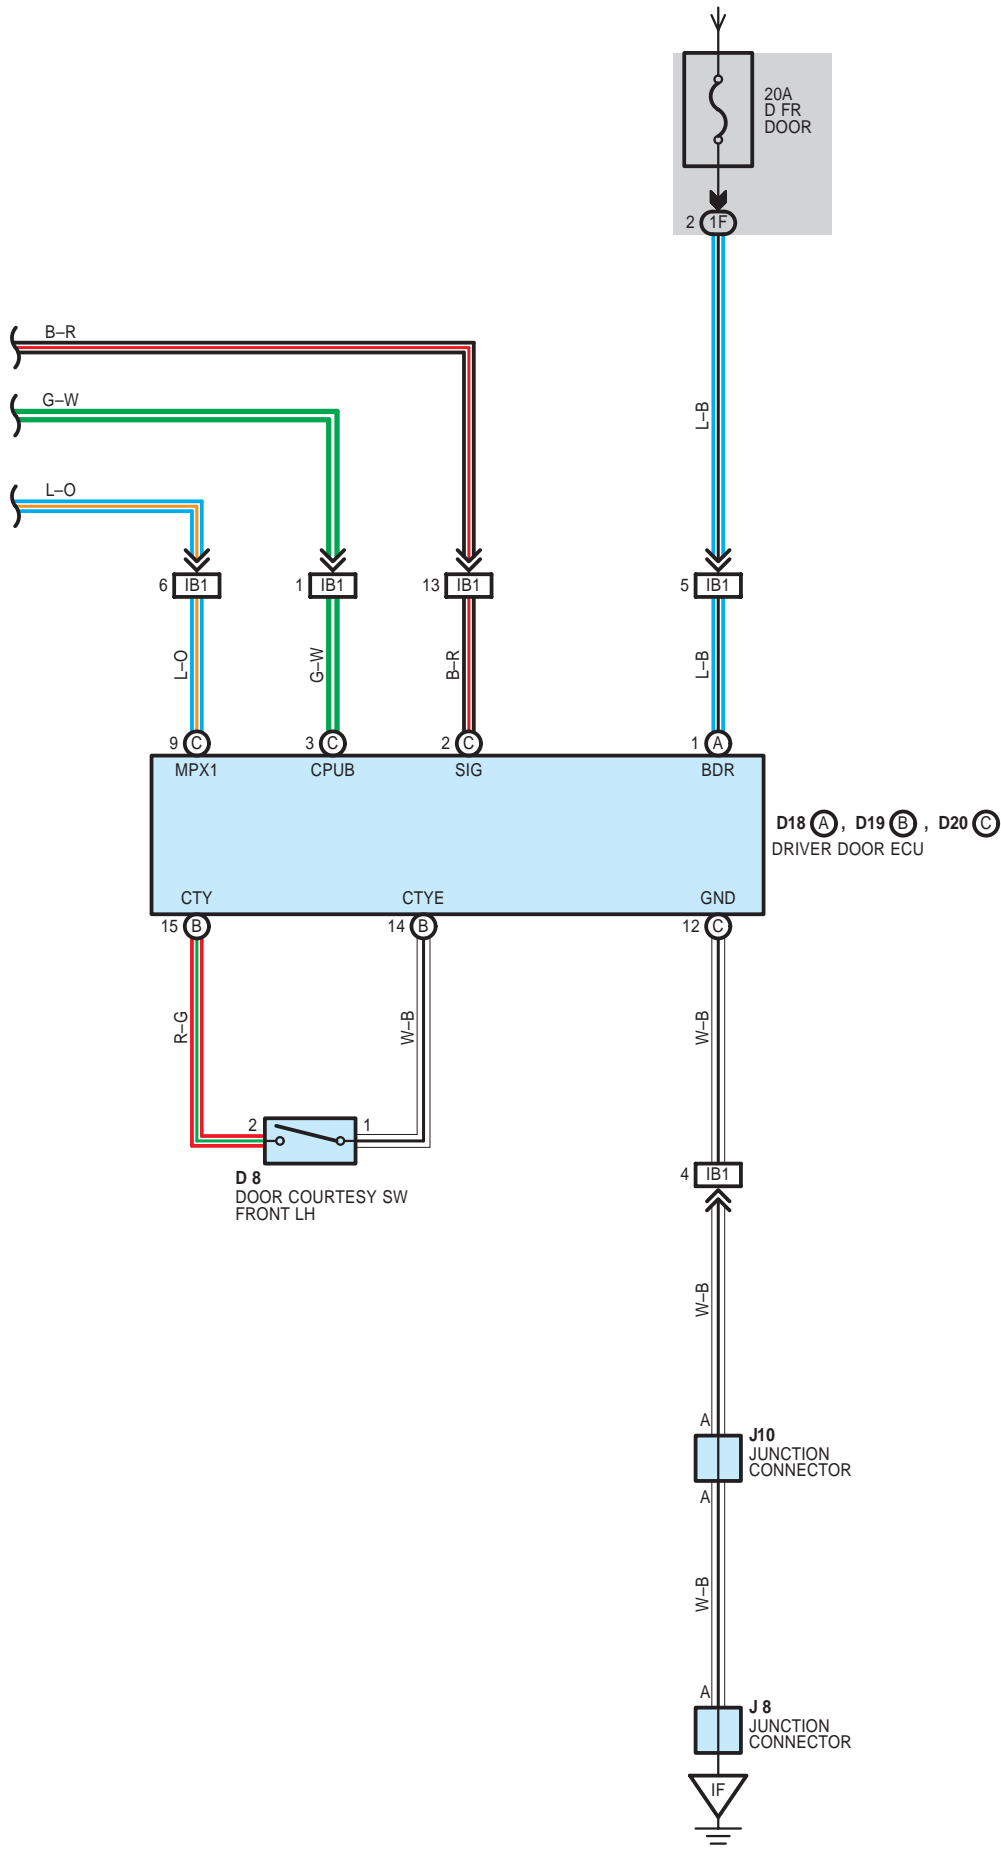 20A
D FR
DOOR
2 1F
B–R
G–W
L–O
L–B
6 IB1
1 IB1
13 IB1
5 IB1
L–O
G–W
B–R
L–B
9 C
3 C
2 C
1 A
MPX1
CPUB
SIG
BDR
D18 A , D19 B , D20 C
DRIVER DOOR ECU
CTY
CTYE
GND
15 B
14 B
12 C
R–G
W–B
W–B
2
1
D 8
DOOR COURTESY SW
FRONT LH
4 IB1
W–B
A
J10
JUNCTION
CONNECTOR
A
W–B
A
J 8
JUNCTION
CONNECTOR
IF